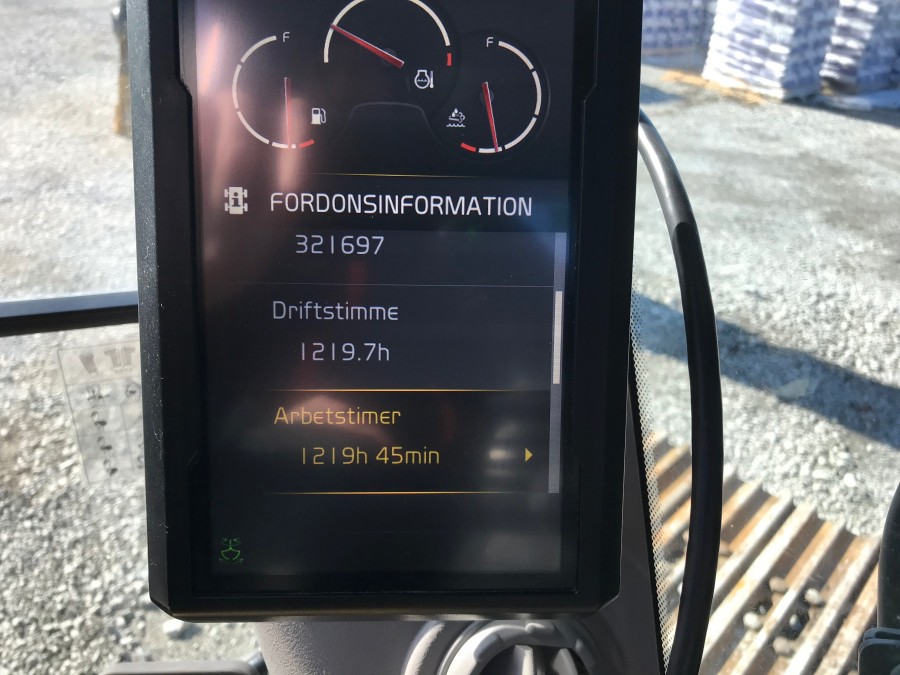 F
F
FORDONSINFORMATION
321697
Driftstimme
1219.7h
Arbetstimer
1219h 45min